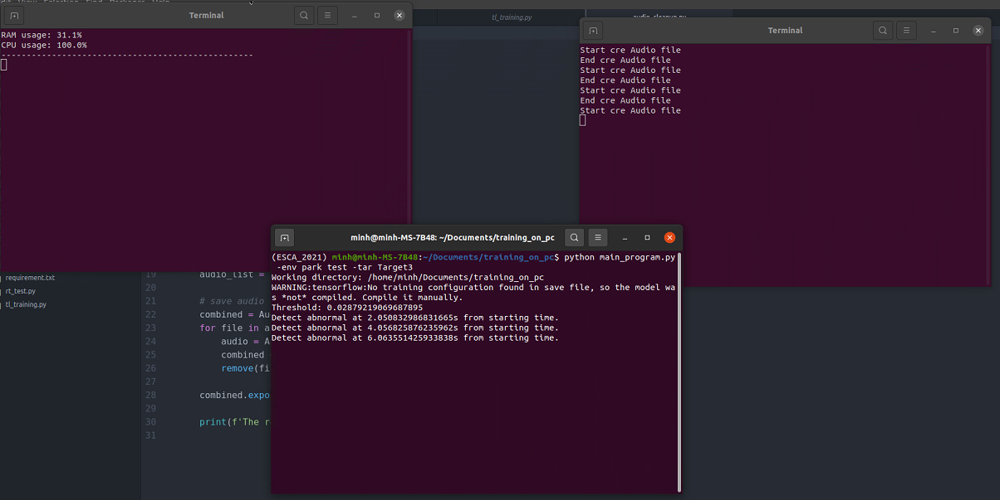 Terminal
RAM usage: 31.1%
CPU usage: 100.0%
--------------------------------------------------
tl_training.py
audio_cleanup.py
Terminal
Start cre Audio file
End cre Audio file
Start cre Audio file
End cre Audio file
Start cre Audio file
End cre Audio file
Start cre Audio file
minh@minh-MS-7B48: ~/Documents/training_on_pc
(ESCA_2021) minh@minh-MS-7B48:~/Documents/training_on_pc$ python main_program.py
-env park test -tar Target3
Working directory: /home/minh/Documents/training_on_pc
WARNING:tensorflow:No training configuration found in save file, so the model wa
s *not* compiled. Compile it manually.
Threshold: 0.02879219069687895
Detect abnormal at 2.050832986831665s from starting time.
Detect abnormal at 4.056825876235962s from starting time.
Detect abnormal at 6.063551425933838s from starting time.
requirement.txt
rt_test.py
tl_training.py
19 audio_list =
20
21 # save audio
22 combined = Au
23 for file in a
24 audio = A
25 combined
26 remove(fi
27
28 combined.expo
29
30 print(f'The r
31